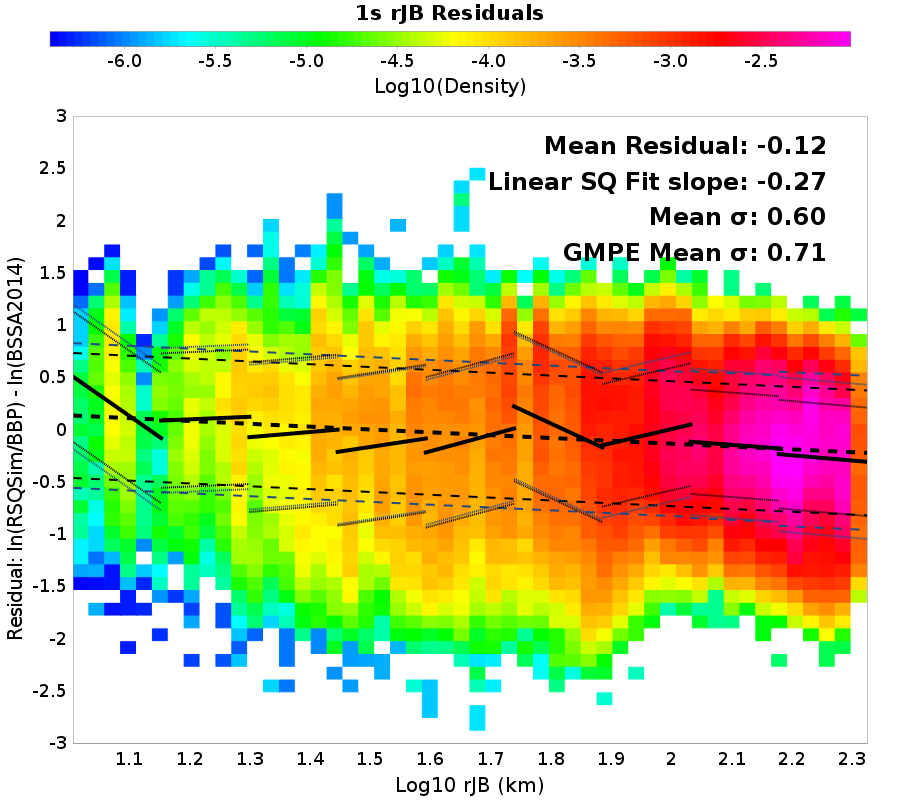 1s rJB Residuals
-6.0 -5.5 -5.0 -4.5 -4.0 -3.5 -3.0 -2.5
Log10(Density)
Mean Residual: -0.12
Linear SQ Fit slope: -0.27
Mean σ: 0.60
GMPE Mean σ: 0.71
Residual: ln(RSQSim/BBP) - ln(BSSA2014)
3
2.5
2
1.5
1
0.5
0
-0.5
-1
-1.5
-2
-2.5
-3
1.1 1.2 1.3 1.4 1.5 1.6 1.7 1.8 1.9 2 2.1 2.2 2.3
Log10 rJB (km)